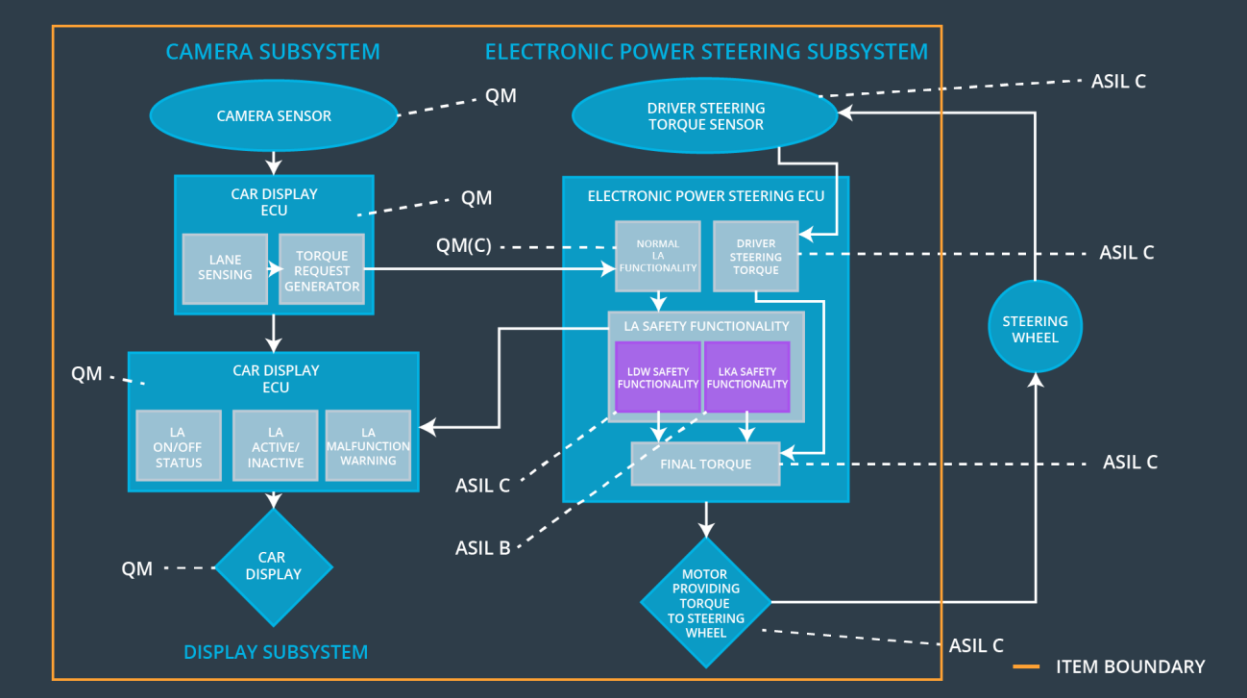 CAMERA SUBSYSTEM
ELECTRONIC POWER STEERING SUBSYSTEM
CAMERA SENSOR
QM
DRIVER STEERING
TORQUE SENSOR
ASIL C
CAR DISPLAY
ECU
QM
LANE
SENSING
TORQUE
REQUEST
GENERATOR
ELECTRONIC POWER STEERING ECU
QM(C)
NORMAL
LA
FUNCTIONALITY
DRIVER
STEERING
TORQUE
ASIL C
STEERING
WHEEL
LA SAFETY FUNCTIONALITY
LDW SAFETY
FUNCTIONALITY
LKA SAFETY
FUNCTIONALITY
QM
CAR DISPLAY
ECU
LA
ON/OFF
STATUS
LA
ACTIVE/
INACTIVE
LA
MALFUNCTION
WARNING
FINAL TORQUE
ASIL C
ASIL C
ASIL B
QM
CAR
DISPLAY
MOTOR
PROVIDING
TORQUE
TO STEERING
WHEEL
ASIL C
DISPLAY SUBSYSTEM
ITEM BOUNDARY